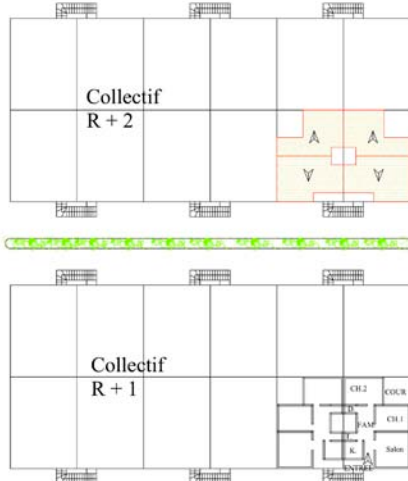 Collectif
R + 2
Collectif
R + 1
CH.2
COUR
D.
FAM
CH.1
K.
Salon
ENTREE